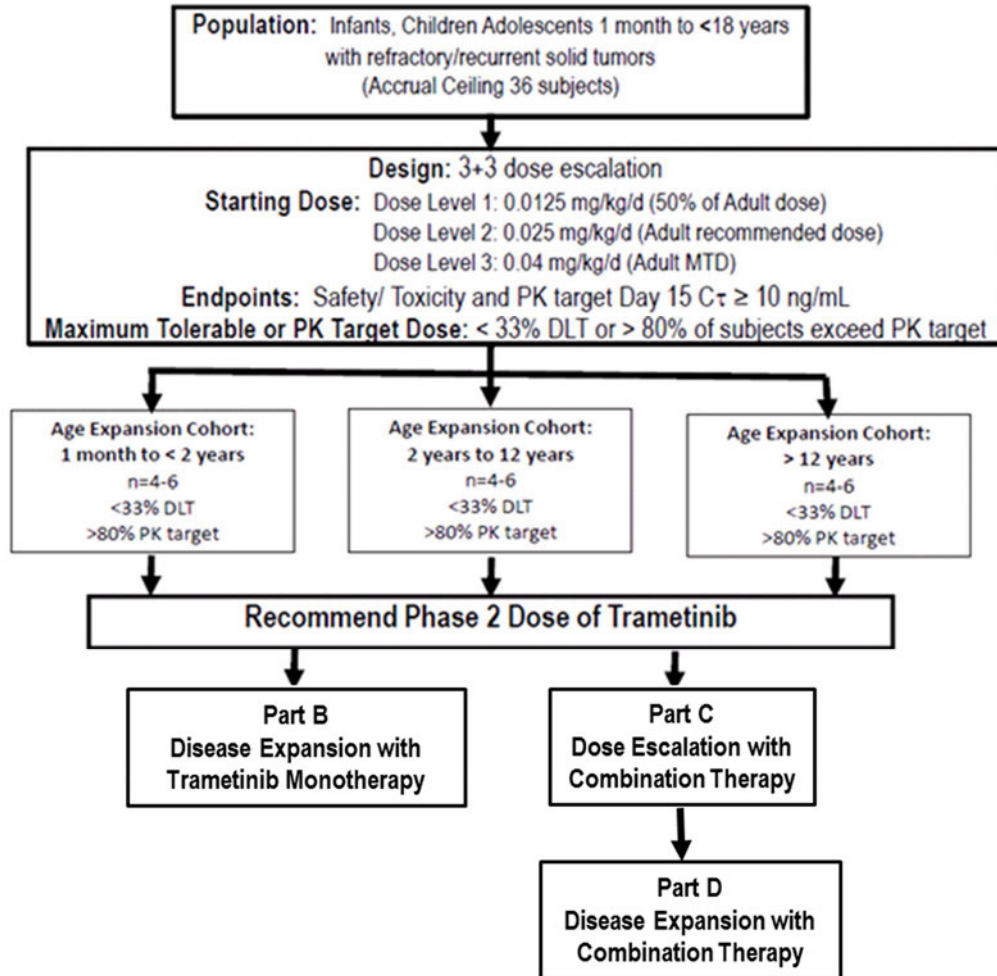 Population: Infants, Children Adolescents 1 month to <18 years
with refractory/recurrent solid tumors
(Accrual Ceiling 36 subjects)
Design: 3+3 dose escalation
Starting Dose: Dose Level 1: 0.0125 mg/kg/d (50% of Adult dose)
Dose Level 2: 0.025 mg/kg/d (Adult recommended dose)
Dose Level 3: 0.04 mg/kg/d (Adult MTD)
Endpoints: Safety/ Toxicity and PK target Day 15 Cτ ≥ 10 ng/mL
Maximum Tolerable or PK Target Dose: < 33% DLT or > 80% of subjects exceed PK target
Age Expansion Cohort:
1 month to < 2 years
n=4-6
<33% DLT
>80% PK target
Age Expansion Cohort:
2 years to 12 years
n=4-6
<33% DLT
>80% PK target
Age Expansion Cohort:
> 12 years
n=4-6
<33% DLT
>80% PK target
Recommend Phase 2 Dose of Trametinib
Part B
Disease Expansion with
Trametinib Monotherapy
Part C
Dose Escalation with
Combination Therapy
Part D
Disease Expansion with
Combination Therapy